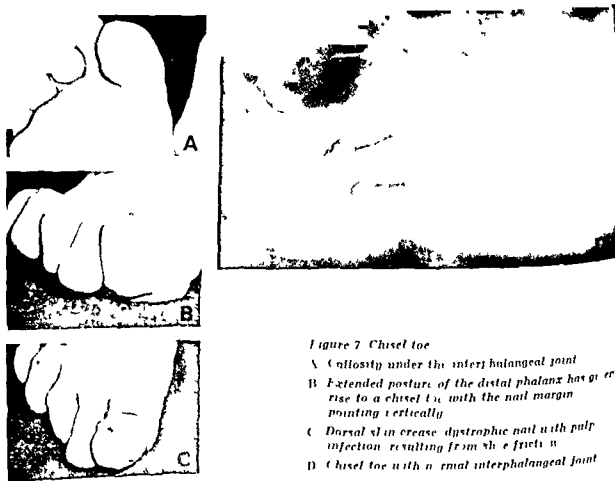 A
B
C
Figure 7 Chisel toe
A Callosity under the interphalangeal joint
B Extended posture of the distal phalanx has given
rise to a chisel toe with the nail margin
pointing vertically
C Dorsal skin crease dystrophic nail with pulp
infection resulting from shoe friction
D Chisel toe with normal interphalangeal joint